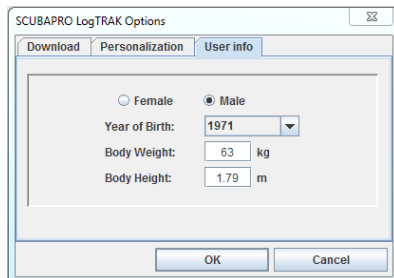 SCUBAPRO LogTRAK Options
Download Personalization User info
Female Male
Year of Birth: 1971
Body Weight: 63 kg
Body Height: 1.79 m
OK Cancel